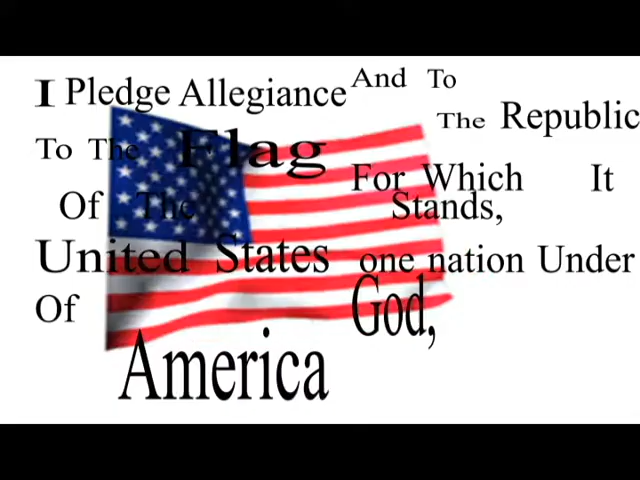 I Pledge Allegiance
To The Flag
Of The
United States
Of
America
And To
The Republic
For Which It
Stands,
one nation Under
God,